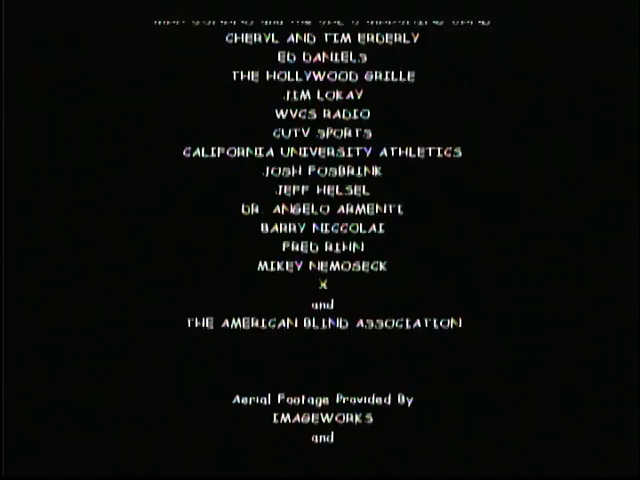 CHERYL AND TIM ERDERLY
ED DANIELS
THE HOLLYWOOD GRILLE
JIM LOKAY
WVCS RADIO
CUTV SPORTS
CALIFORNIA UNIVERSITY ATHLETICS
JOSH FOSBRINK
JEFF HELSEL
DR. ANGELO ARMENTI
BARRY NICCOLAI
FRED RIHN
MIKEY NEMOSECK
X
and
THE AMERICAN BLIND ASSOCIATION
Aerial Footage Provided By
IMAGEWORKS
and